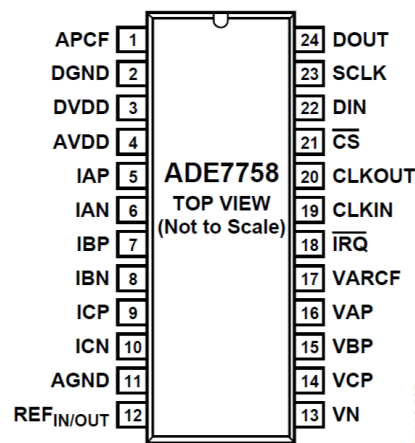 APCF 1 24 DOUT
DGND 2 23 SCLK
DVDD 3 22 DIN
AVDD 4 21 C̅S̅
IAP 5 ADE7758 20 CLKOUT
IAN 6 TOP VIEW 19 CLKIN
IBP 7 (Not to Scale) 18 I̅R̅Q̅
IBN 8 17 VARCF
ICP 9 16 VAP
ICN 10 15 VBP
AGND 11 14 VCP
REFIN/OUT 12 13 VN